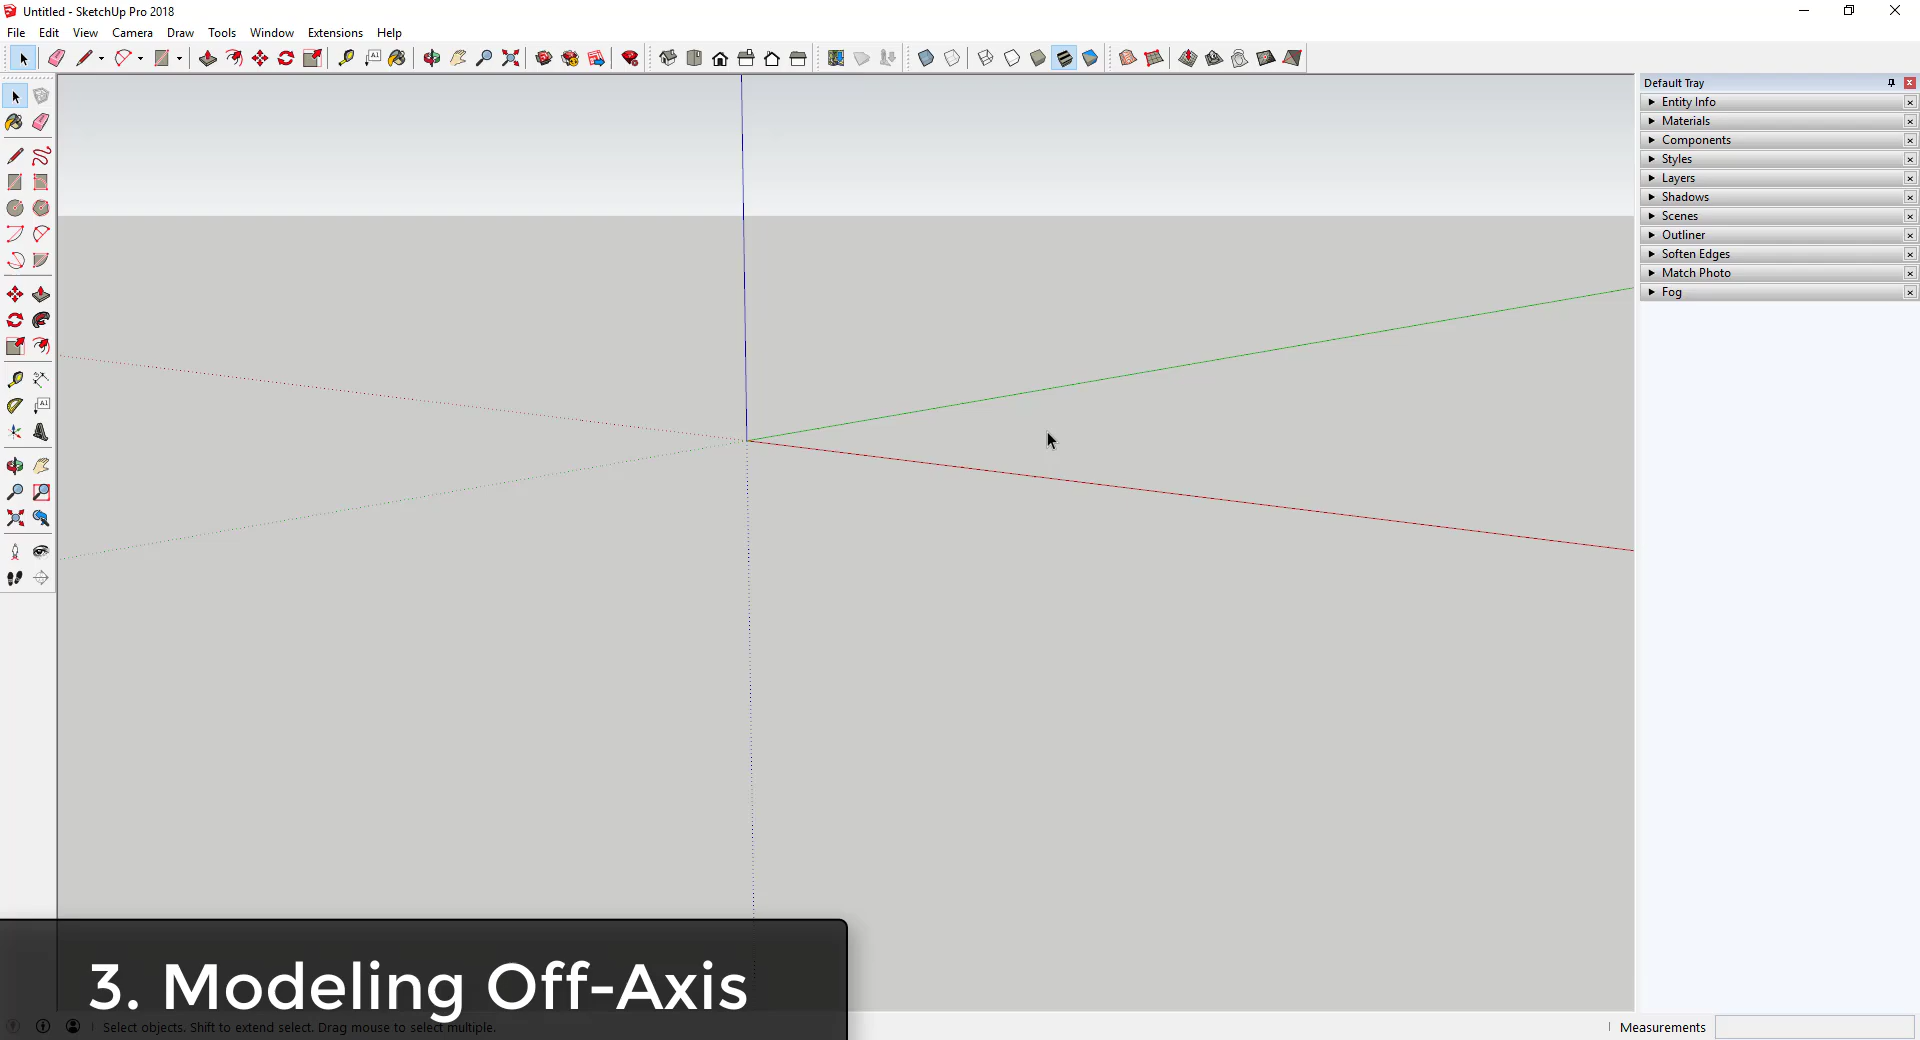 Untitled - SketchUp Pro 2018
File Edit View Camera Draw Tools Window Extensions Help
A1
Default Tray
Entity Info
Materials
Components
Styles
Layers
Shadows
Scenes
Outliner
Soften Edges
Match Photo
Fog
A1
3. Modeling Off-Axis
Select objects. Shift to extend select. Drag mouse to select multiple.
Measurements